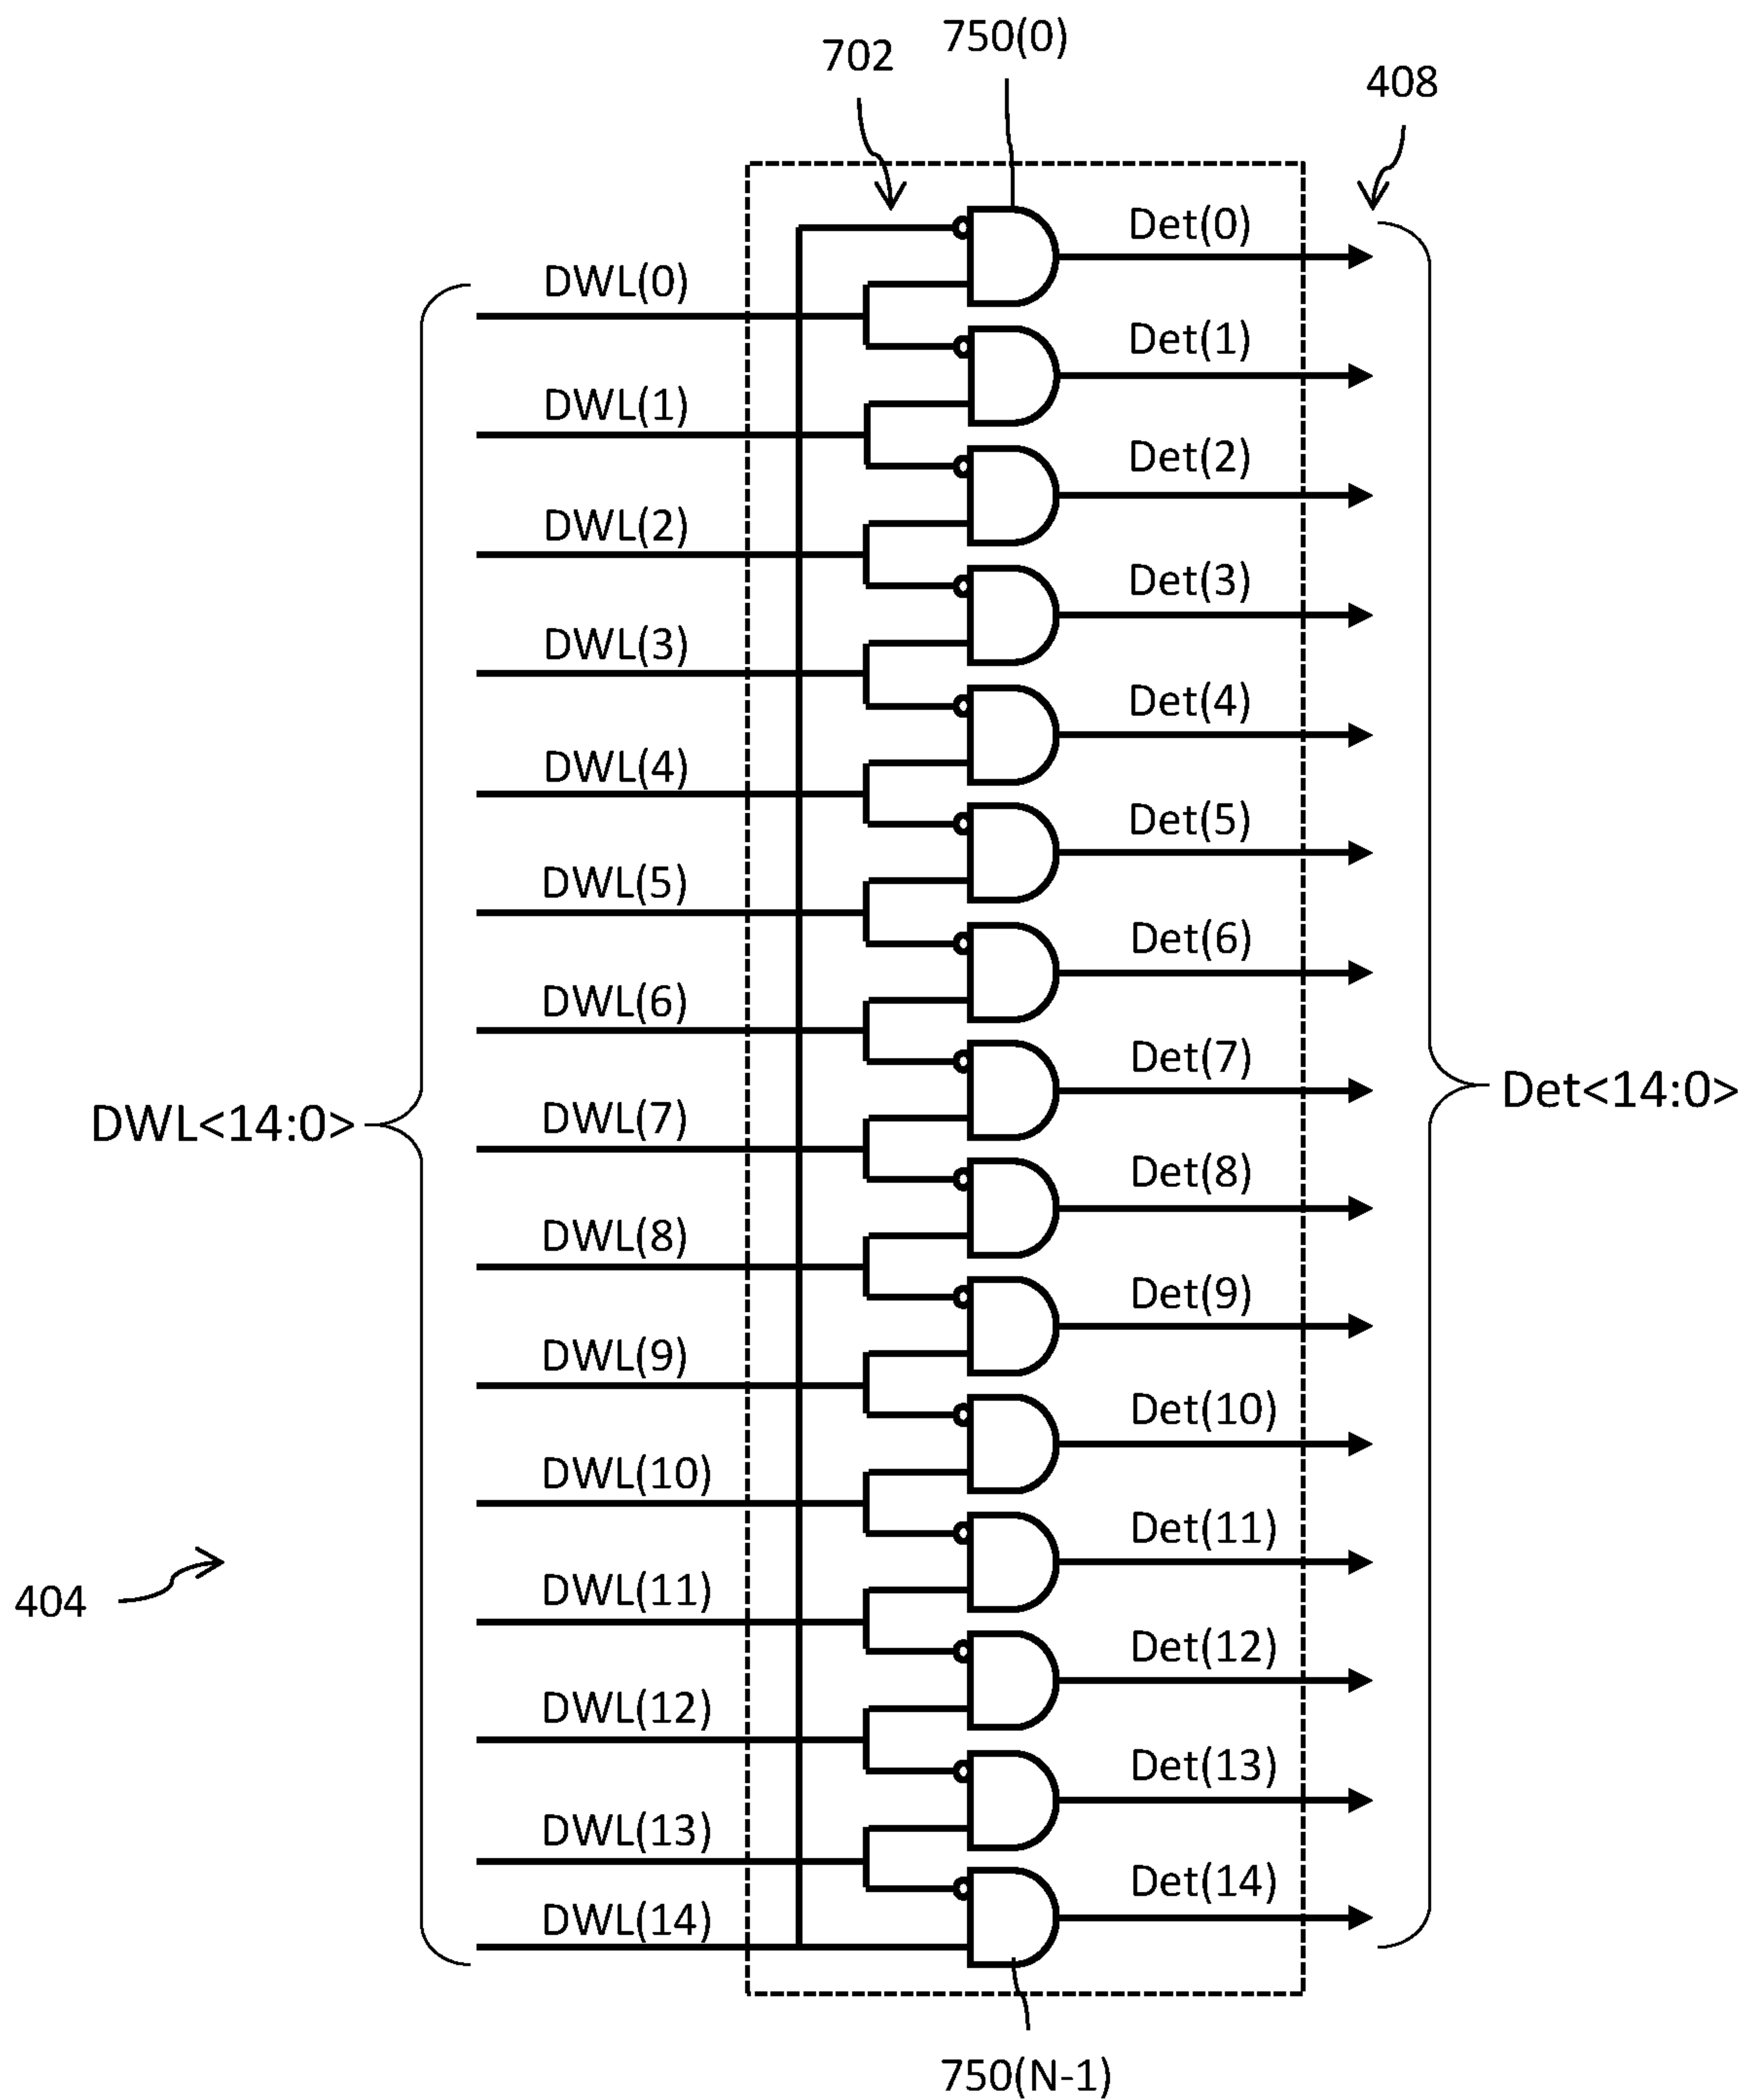 750(0)
702
408
Det(0)
DWL(0)
Det(1)
DWL(1)
Det(2)
DWL(2)
Det(3)
DWL(3)
Det(4)
DWL(4)
Det(5)
DWL(5)
Det(6)
DWL(6)
Det(7)
Det<14:0>
DWL<14:0>
DWL(7)
Det(8)
DWL(8)
Det(9)
DWL(9)
Det(10)
DWL(10)
Det(11)
DWL(11)
404
Det(12)
DWL(12)
Det(13)
DWL(13)
Det(14)
DWL(14)
750(N-1)